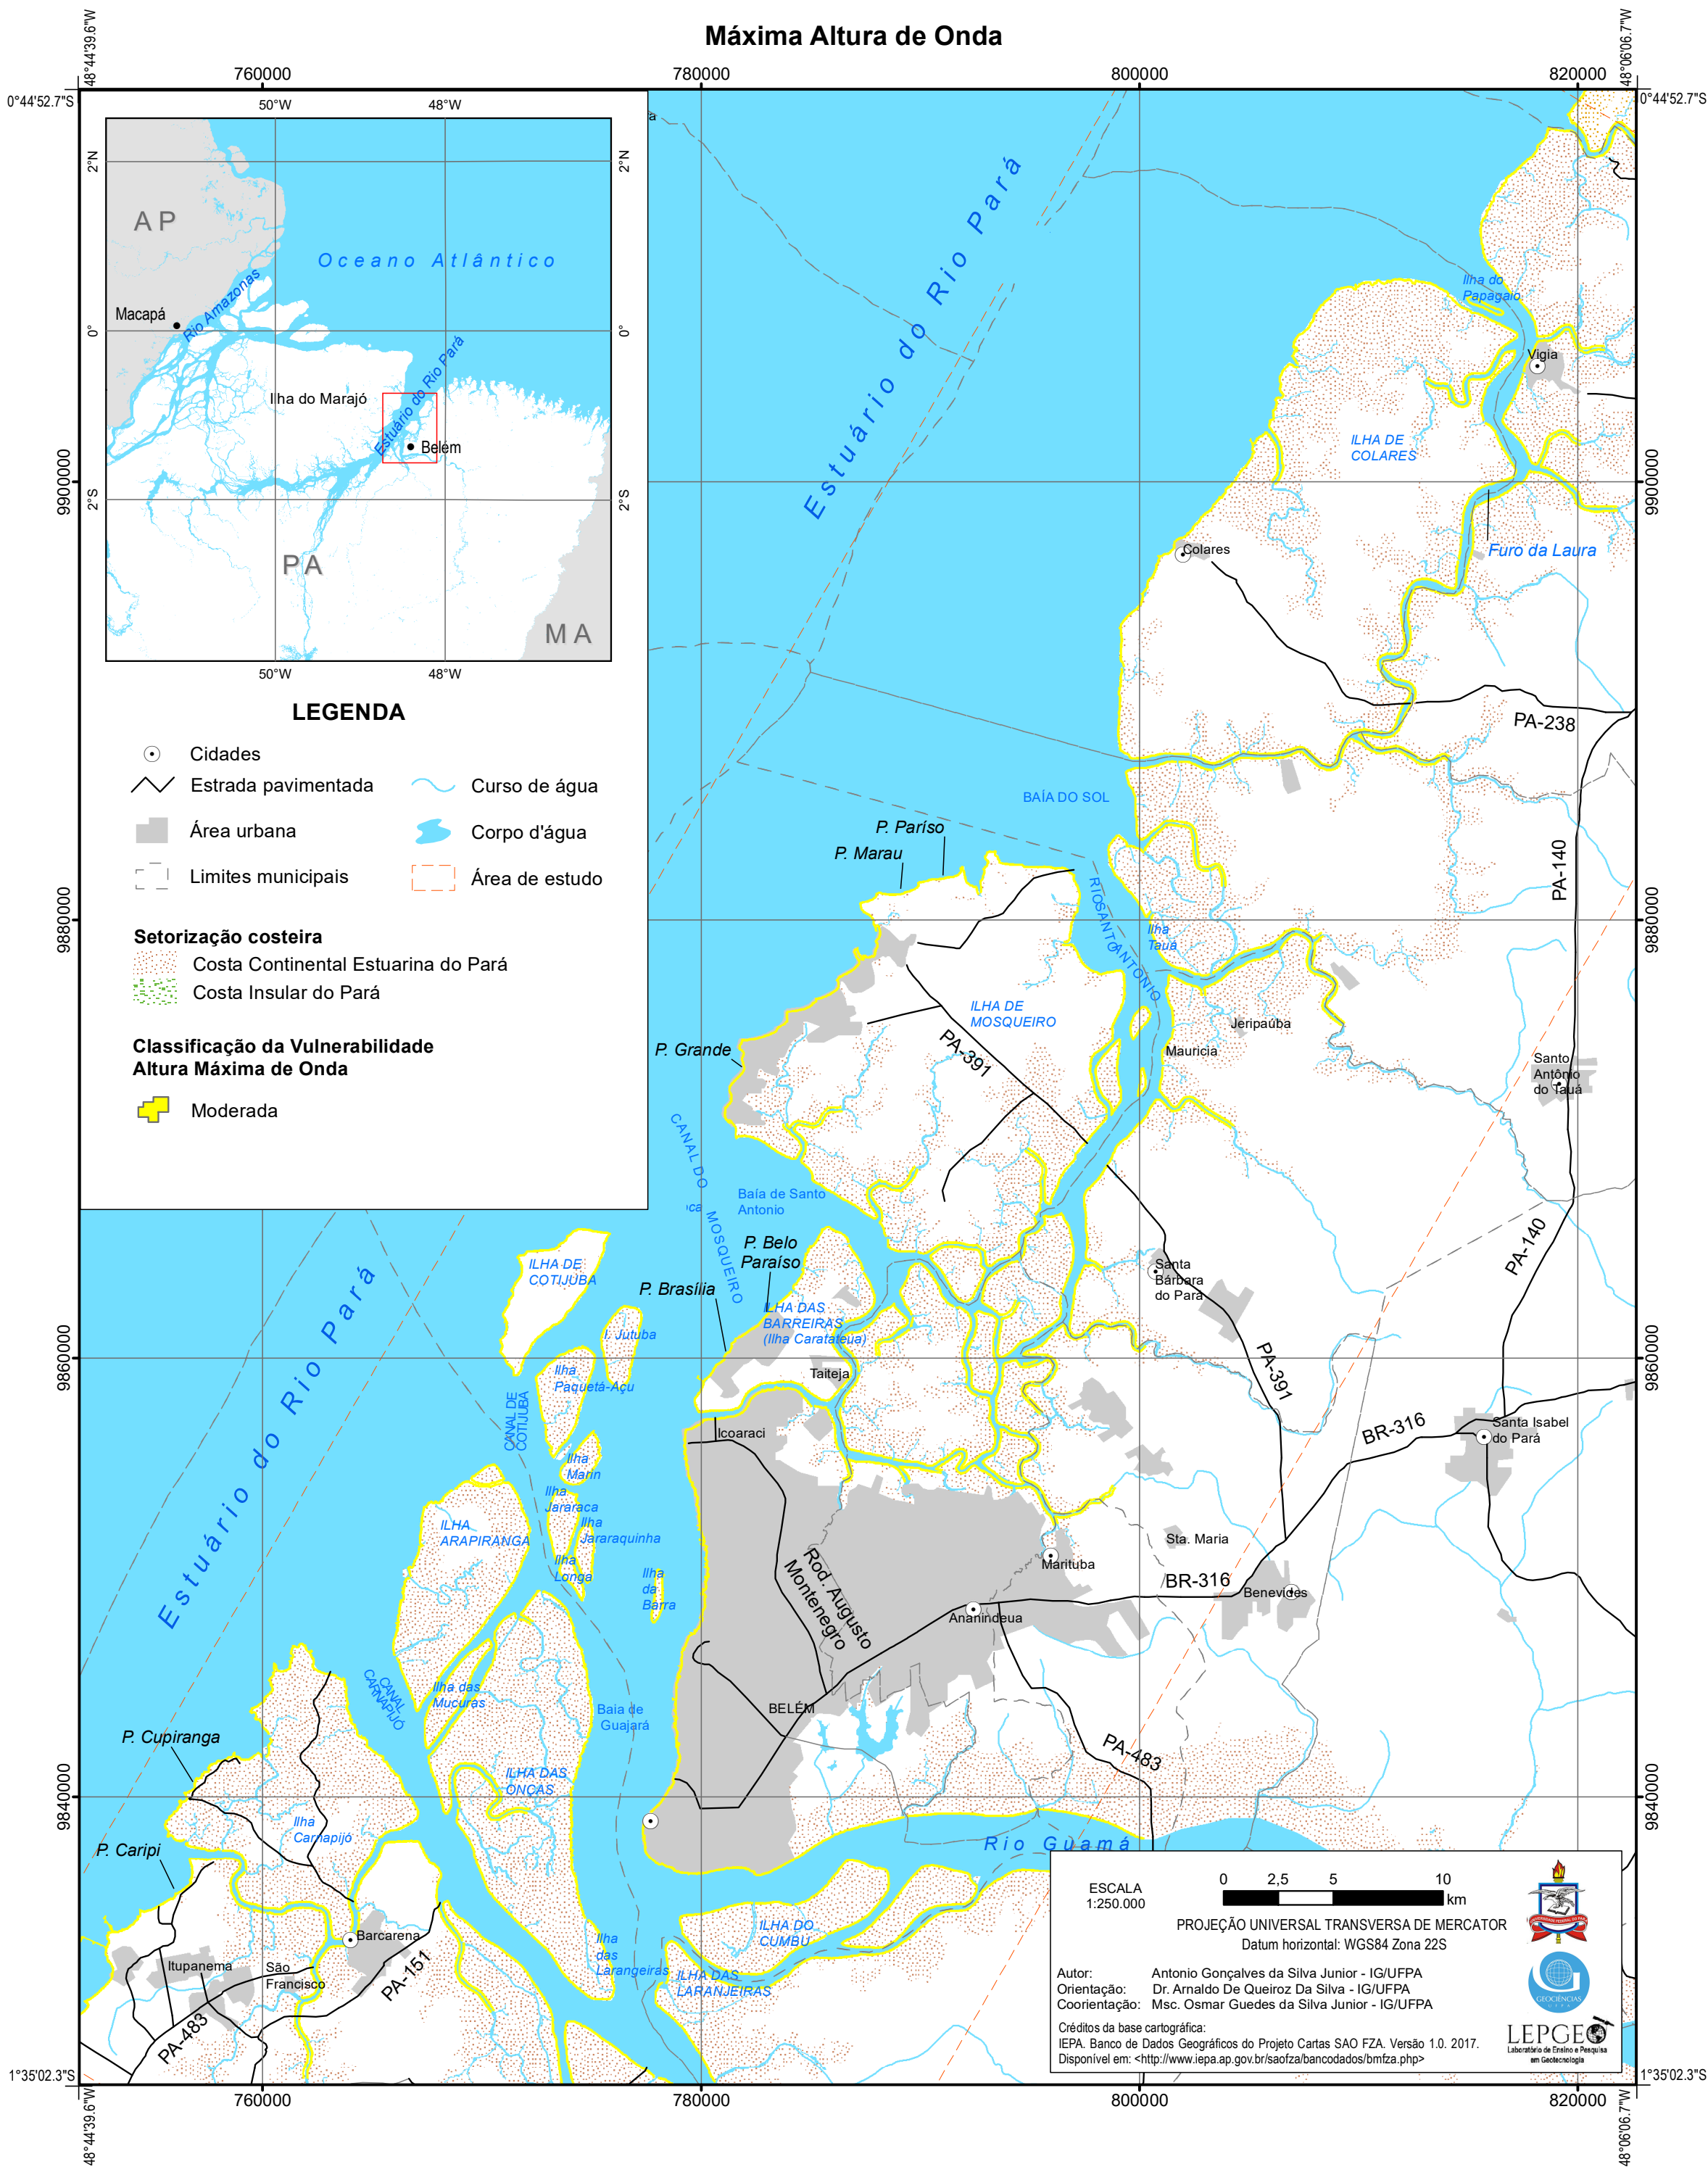 Máxima Altura de Onda
48°44'39.6"W
48°06'06.7"W
760000
780000
800000
820000
0°44'52.7"S
0°44'52.7"S
50°W
48°W
2°N
2°N
AP
Oceano Atlântico
Macapá
Rio Amazonas
0°
0°
Ilha do Marajó
Estuário do Rio Pará
Belém
2°S
2°S
PA
MA
50°W
48°W
LEGENDA
Cidades
Estrada pavimentada
Curso de água
Área urbana
Corpo d'água
Limites municipais
Área de estudo
Setorização costeira
Costa Continental Estuarina do Pará
Costa Insular do Pará
Classificação da Vulnerabilidade
Altura Máxima de Onda
Moderada
9900000
9900000
9880000
9880000
9860000
9860000
9840000
9840000
Estuário do Rio Pará
Ilha do
Papagaio
Vigia
ILHA DE
COLARES
Colares
Furo da Laura
PA-238
BAÍA DO SOL
P. Paríso
P. Marau
PA-140
RIO SANTO ANTONIO
Ilha
Tauá
ILHA DE
MOSQUEIRO
Jeripaúba
Mauricia
P. Grande
PA-391
Santo
Antônio
do Tauá
CANAL DO MOSQUEIRO
Baía de Santo
Antonio
P. Belo
Paraíso
P. Brasília
ILHA DAS
BARREIRAS
(Ilha Caratateua)
Taiteja
Santa
Bárbara
do Pará
PA-140
PA-391
ILHA DE
COTIJUBA
I. Jutuba
Ilha
Paquetá-Açu
CANAL DE
COTIJUBA
Estuário do Rio Pará
Icoaraci
BR-316
Santa Isabel
do Pará
Ilha
Marin
Ilha
Jararaca
Ilha
Jararaquinha
ILHA
ARAPIRANGA
Ilha
Longa
Ilha
da
Barra
Rod. Augusto
Montenegro
Sta. Maria
Marituba
BR-316
Benevides
Ananindeua
CANAL
CARNAPIJÓ
Ilha das
Mucuras
Baia de
Guajará
BELÉM
P. Cupiranga
PA-483
ILHA DAS
ONÇAS
Ilha
Carnapijó
P. Caripi
Rio Guamá
Barcarena
Itupanema
São
Francisco
PA-151
PA-483
Ilha
das
Larangeiras
ILHA DO
CUMBU
ILHA DAS
LARANJEIRAS
ESCALA
1:250.000
0 2,5 5 10
km
PROJEÇÃO UNIVERSAL TRANSVERSA DE MERCATOR
Datum horizontal: WGS84 Zona 22S
Autor: Antonio Gonçalves da Silva Junior - IG/UFPA
Orientação: Dr. Arnaldo De Queiroz Da Silva - IG/UFPA
Coorientação: Msc. Osmar Guedes da Silva Junior - IG/UFPA
Créditos da base cartográfica:
IEPA. Banco de Dados Geográficos do Projeto Cartas SAO FZA. Versão 1.0. 2017.
Disponível em: <http://www.iepa.ap.gov.br/saofza/bancodados/bmfza.php>
GEOCIÊNCIAS
UFPA
LEPGEO
Laboratório de Ensino e Pesquisa
em Geotecnologia
1°35'02.3"S
1°35'02.3"S
760000
780000
800000
820000
48°44'39.6"W
48°06'06.7"W